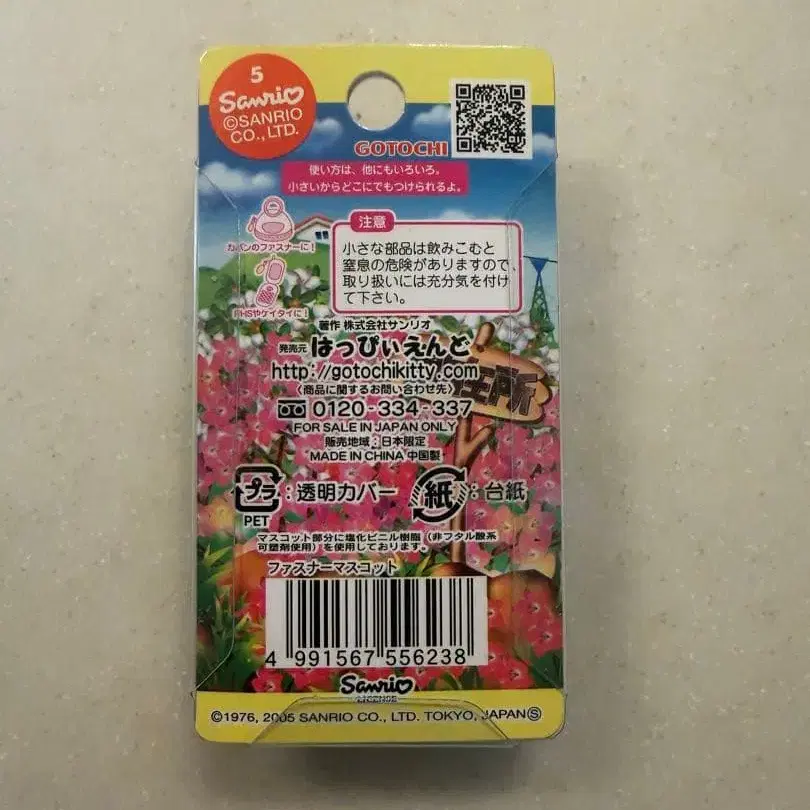 5
Sanrio
©SANRIO
CO., LTD.
GOTOCHI
使い方は、他にもいろいろ。
小さいからどこにでもつけられるよ。
カバンのファスナーに!
PHSやケイタイに!
注意
小さな部品は飲みこむと
窒息の危険がありますので、
取り扱いには充分気を付け
て下さい。
著作 株式会社サンリオ
発売元 はっぴぃえんど
http://gotochikitty.com
〈商品に関するお問い合わせ先〉
0120-334-337
FOR SALE IN JAPAN ONLY
販売地域：日本限定
MADE IN CHINA 中国製
在所
プラ：透明カバー
PET
紙：台紙
マスコット部分に塩化ビニル樹脂（非フタル酸系
可塑剤使用）を使用しております。
ファスナーマスコット
4 991567 556238
Sanrio
LICENSE
©1976, 2005 SANRIO CO., LTD. TOKYO, JAPAN Ⓢ